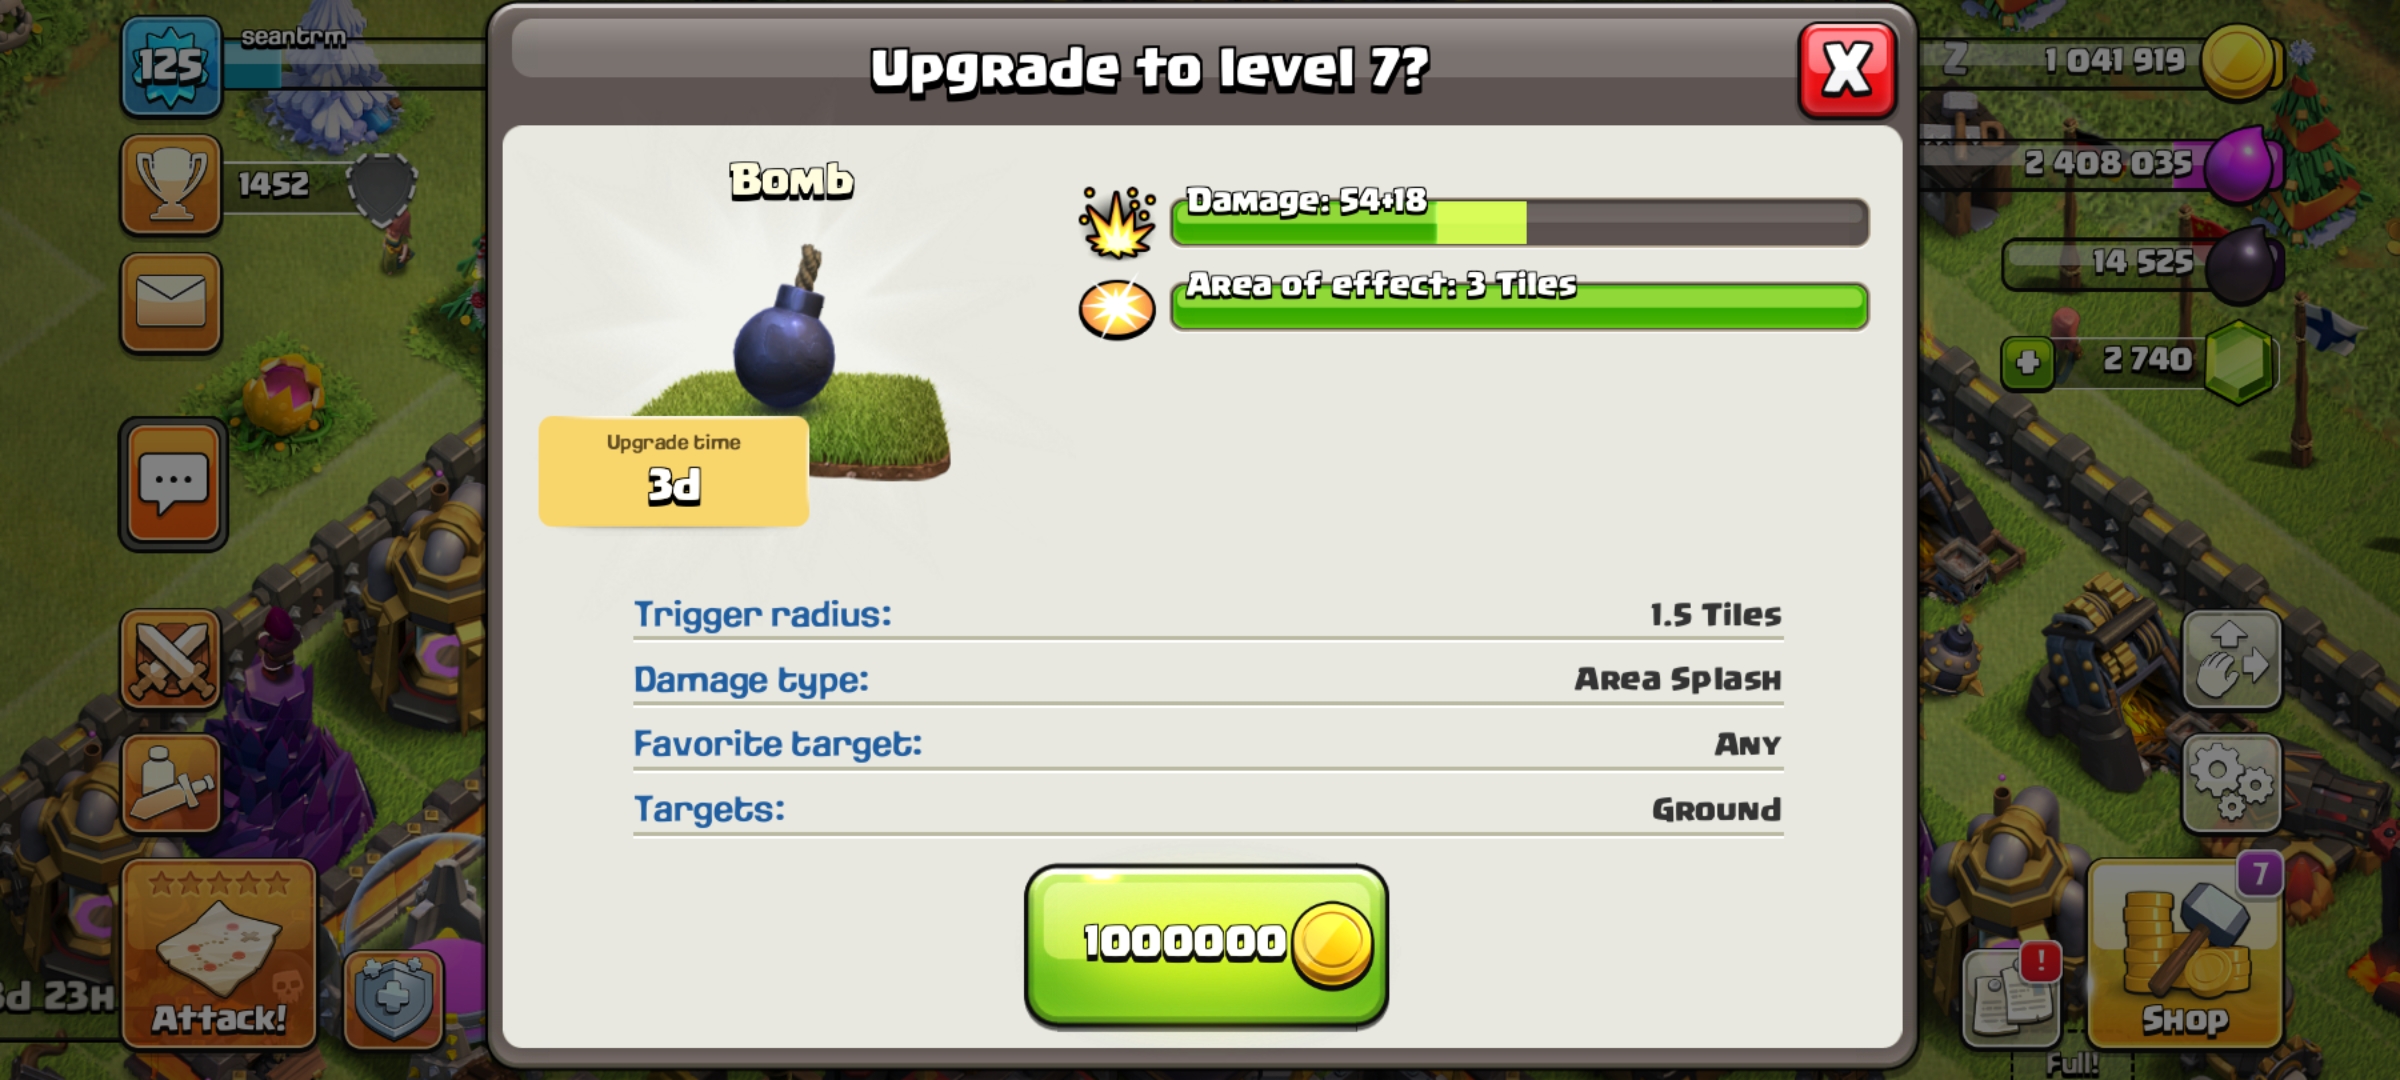 125
seantrm
1452
Upgrade to level 7?
X
1 041 919
2 408 035
14 525
2 740
Bomb
Damage: 54+18
Area of effect: 3 Tiles
Upgrade time
3d
Trigger radius: 1.5 Tiles
Damage type: Area Splash
Favorite target: Any
Targets: Ground
1000000
d 23H
Attack!
7
!
Shop
Full!